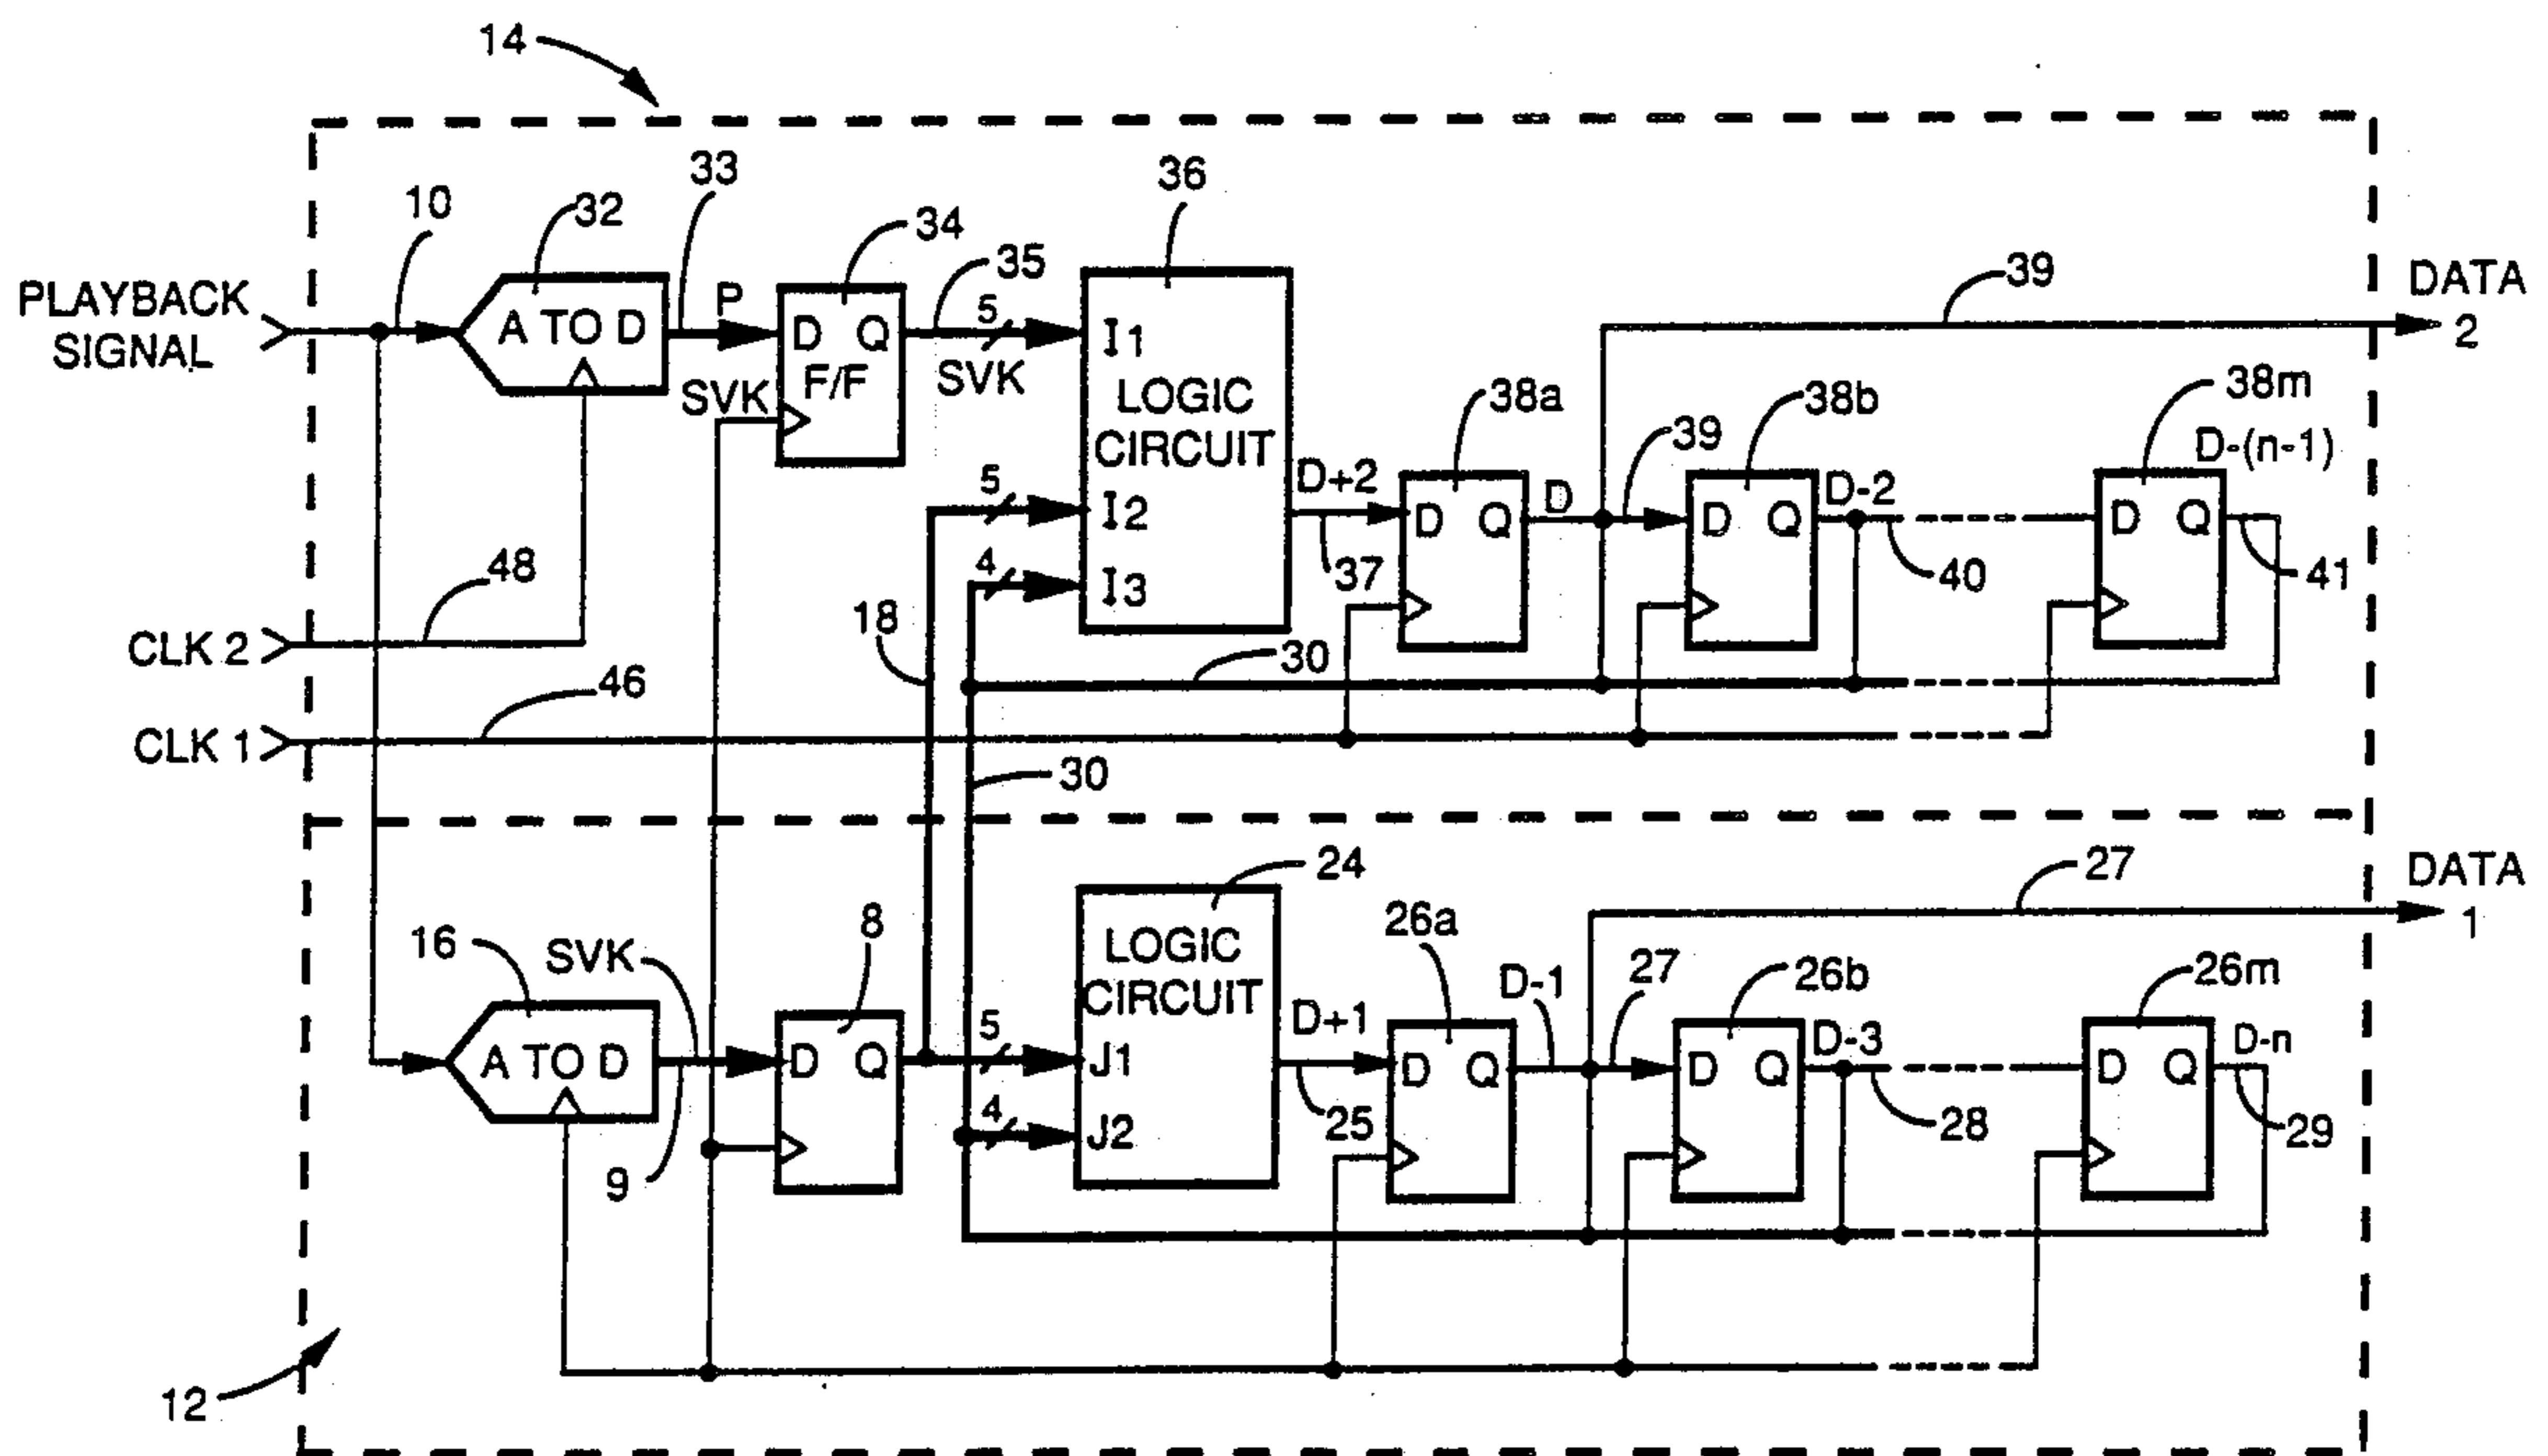 14
33
36
10
32
34
35
39
DATA
2
PLAYBACK
SIGNAL
A TO D
P
D Q
F/F
5
SVK
SVK
I1
LOGIC
CIRCUIT
38a
38b
38m
D-(n-1)
39
D+2
D
D-2
5
I2
D Q
D Q
D Q
48
4
I3
37
40
41
18
CLK 2
30
46
CLK 1
30
24
27
DATA
1
8
16
SVK
LOGIC
CIRCUIT
26a
D-1
27
26b
26m
5
D+1
D-3
D-n
A TO D
D Q
J1
D Q
D Q
D Q
4
J2
25
28
29
9
12